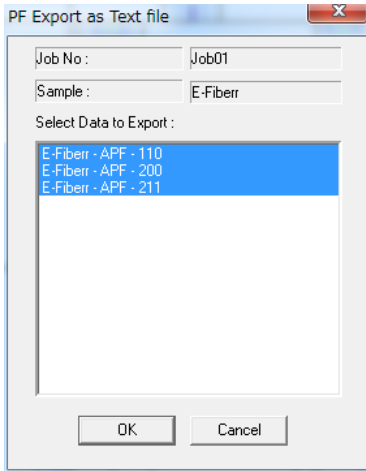 PF Export as Text file
X
Job No :
Job01
Sample :
E-Fiberr
Select Data to Export :
E-Fiberr - APF - 110
E-Fiberr - APF - 200
E-Fiberr - APF - 211
OK
Cancel